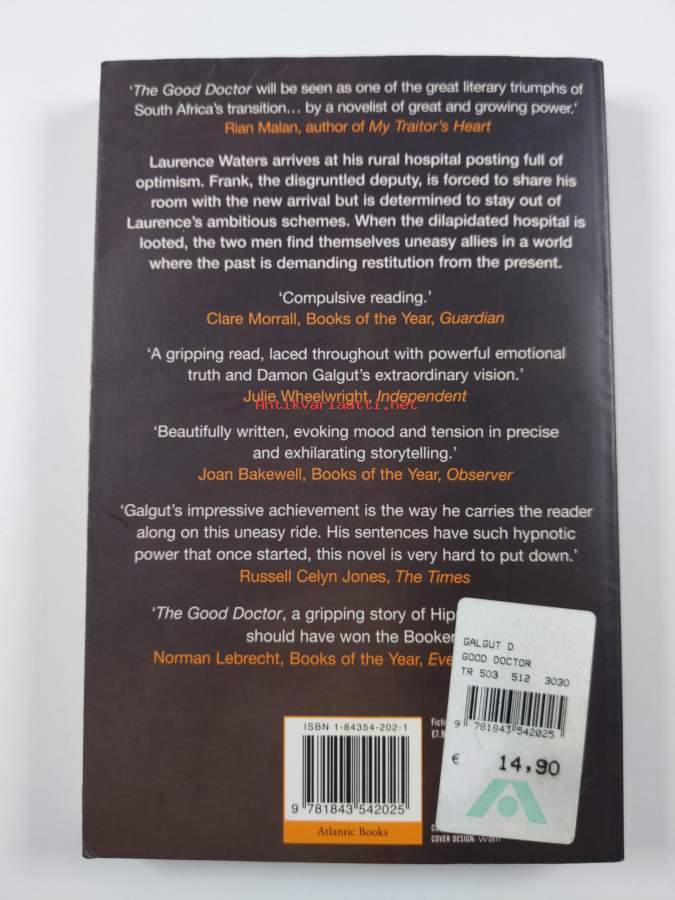 ‘The Good Doctor will be seen as one of the great literary triumphs of
South Africa’s transition... by a novelist of great and growing power.’
Rian Malan, author of My Traitor’s Heart
Laurence Waters arrives at his rural hospital posting full of
optimism. Frank, the disgruntled deputy, is forced to share his
room with the new arrival but is determined to stay out of
Laurence’s ambitious schemes. When the dilapidated hospital is
looted, the two men find themselves uneasy allies in a world
where the past is demanding restitution from the present.
‘Compulsive reading.’
Clare Morrall, Books of the Year, Guardian
‘A gripping read, laced throughout with powerful emotional
truth and Damon Galgut’s extraordinary vision.’
Julie Wheelwright, Independent
Antikvariaatti.net
‘Beautifully written, evoking mood and tension in precise
and exhilarating storytelling.’
Joan Bakewell, Books of the Year, Observer
‘Galgut’s impressive achievement is the way he carries the reader
along on this uneasy ride. His sentences have such hypnotic
power that once started, this novel is very hard to put down.’
Russell Celyn Jones, The Times
‘The Good Doctor, a gripping story of Hip
should have won the Booker
Norman Lebrecht, Books of the Year, Eve
GALGUT D
GOOD DOCTOR
TR 503 512 3030
9 781843 542025
€ 14,90
ISBN 1-84354-202-1
9 781843 542025
Atlantic Books
Fictio
£7.9
COVER DESIGN: